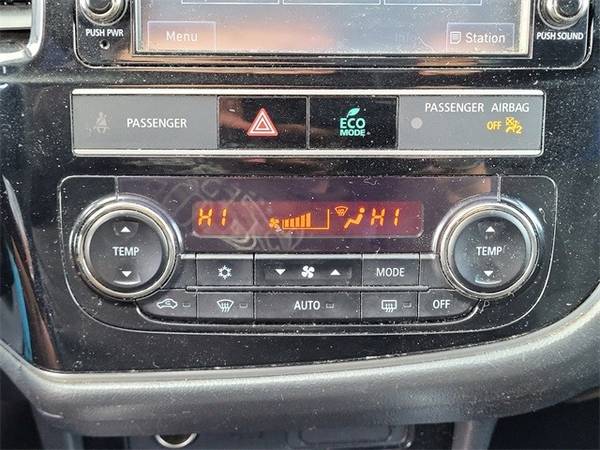 PUSH PWR
Menu
Station
PUSH SOUND
PASSENGER
ECO MODE
PASSENGER AIRBAG
OFF 2
HI HI
TEMP
TEMP
MODE
AUTO
OFF
P